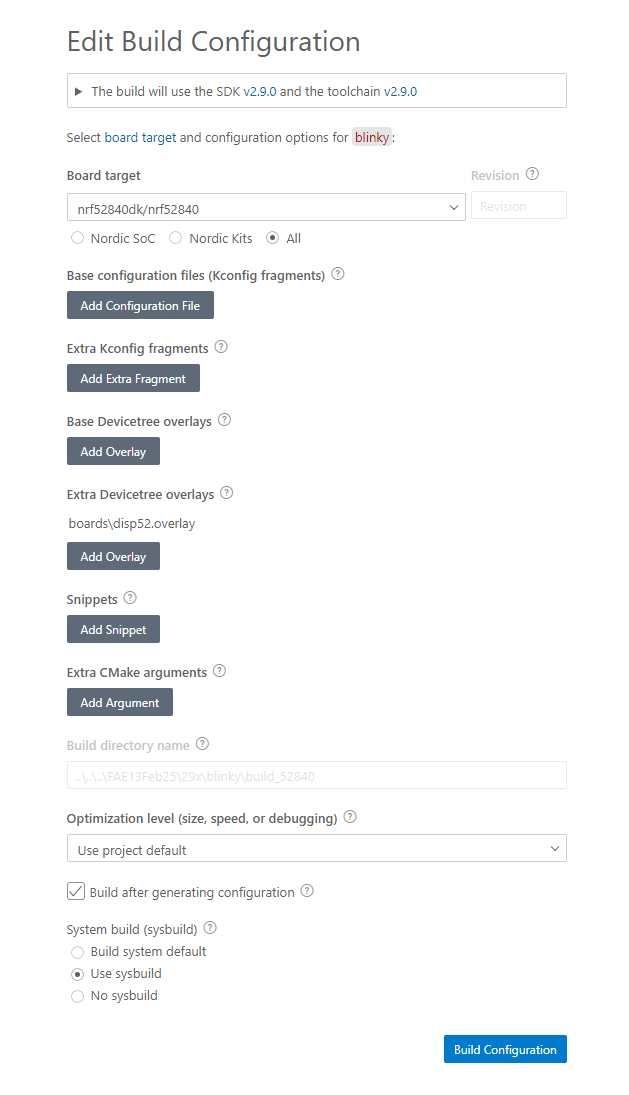 Edit Build Configuration
The build will use the SDK v2.9.0 and the toolchain v2.9.0
Select board target and configuration options for blinky:
Board target
Revision
nrf52840dk/nrf52840
Revision
Nordic SoC Nordic Kits All
Base configuration files (Kconfig fragments)
Add Configuration File
Extra Kconfig fragments
Add Extra Fragment
Base Devicetree overlays
Add Overlay
Extra Devicetree overlays
boards\disp52.overlay
Add Overlay
Snippets
Add Snippet
Extra CMake arguments
Add Argument
Build directory name
..\..\..\FAE13Feb25\29x\blinky\build_52840
Optimization level (size, speed, or debugging)
Use project default
Build after generating configuration
System build (sysbuild)
Build system default
Use sysbuild
No sysbuild
Build Configuration